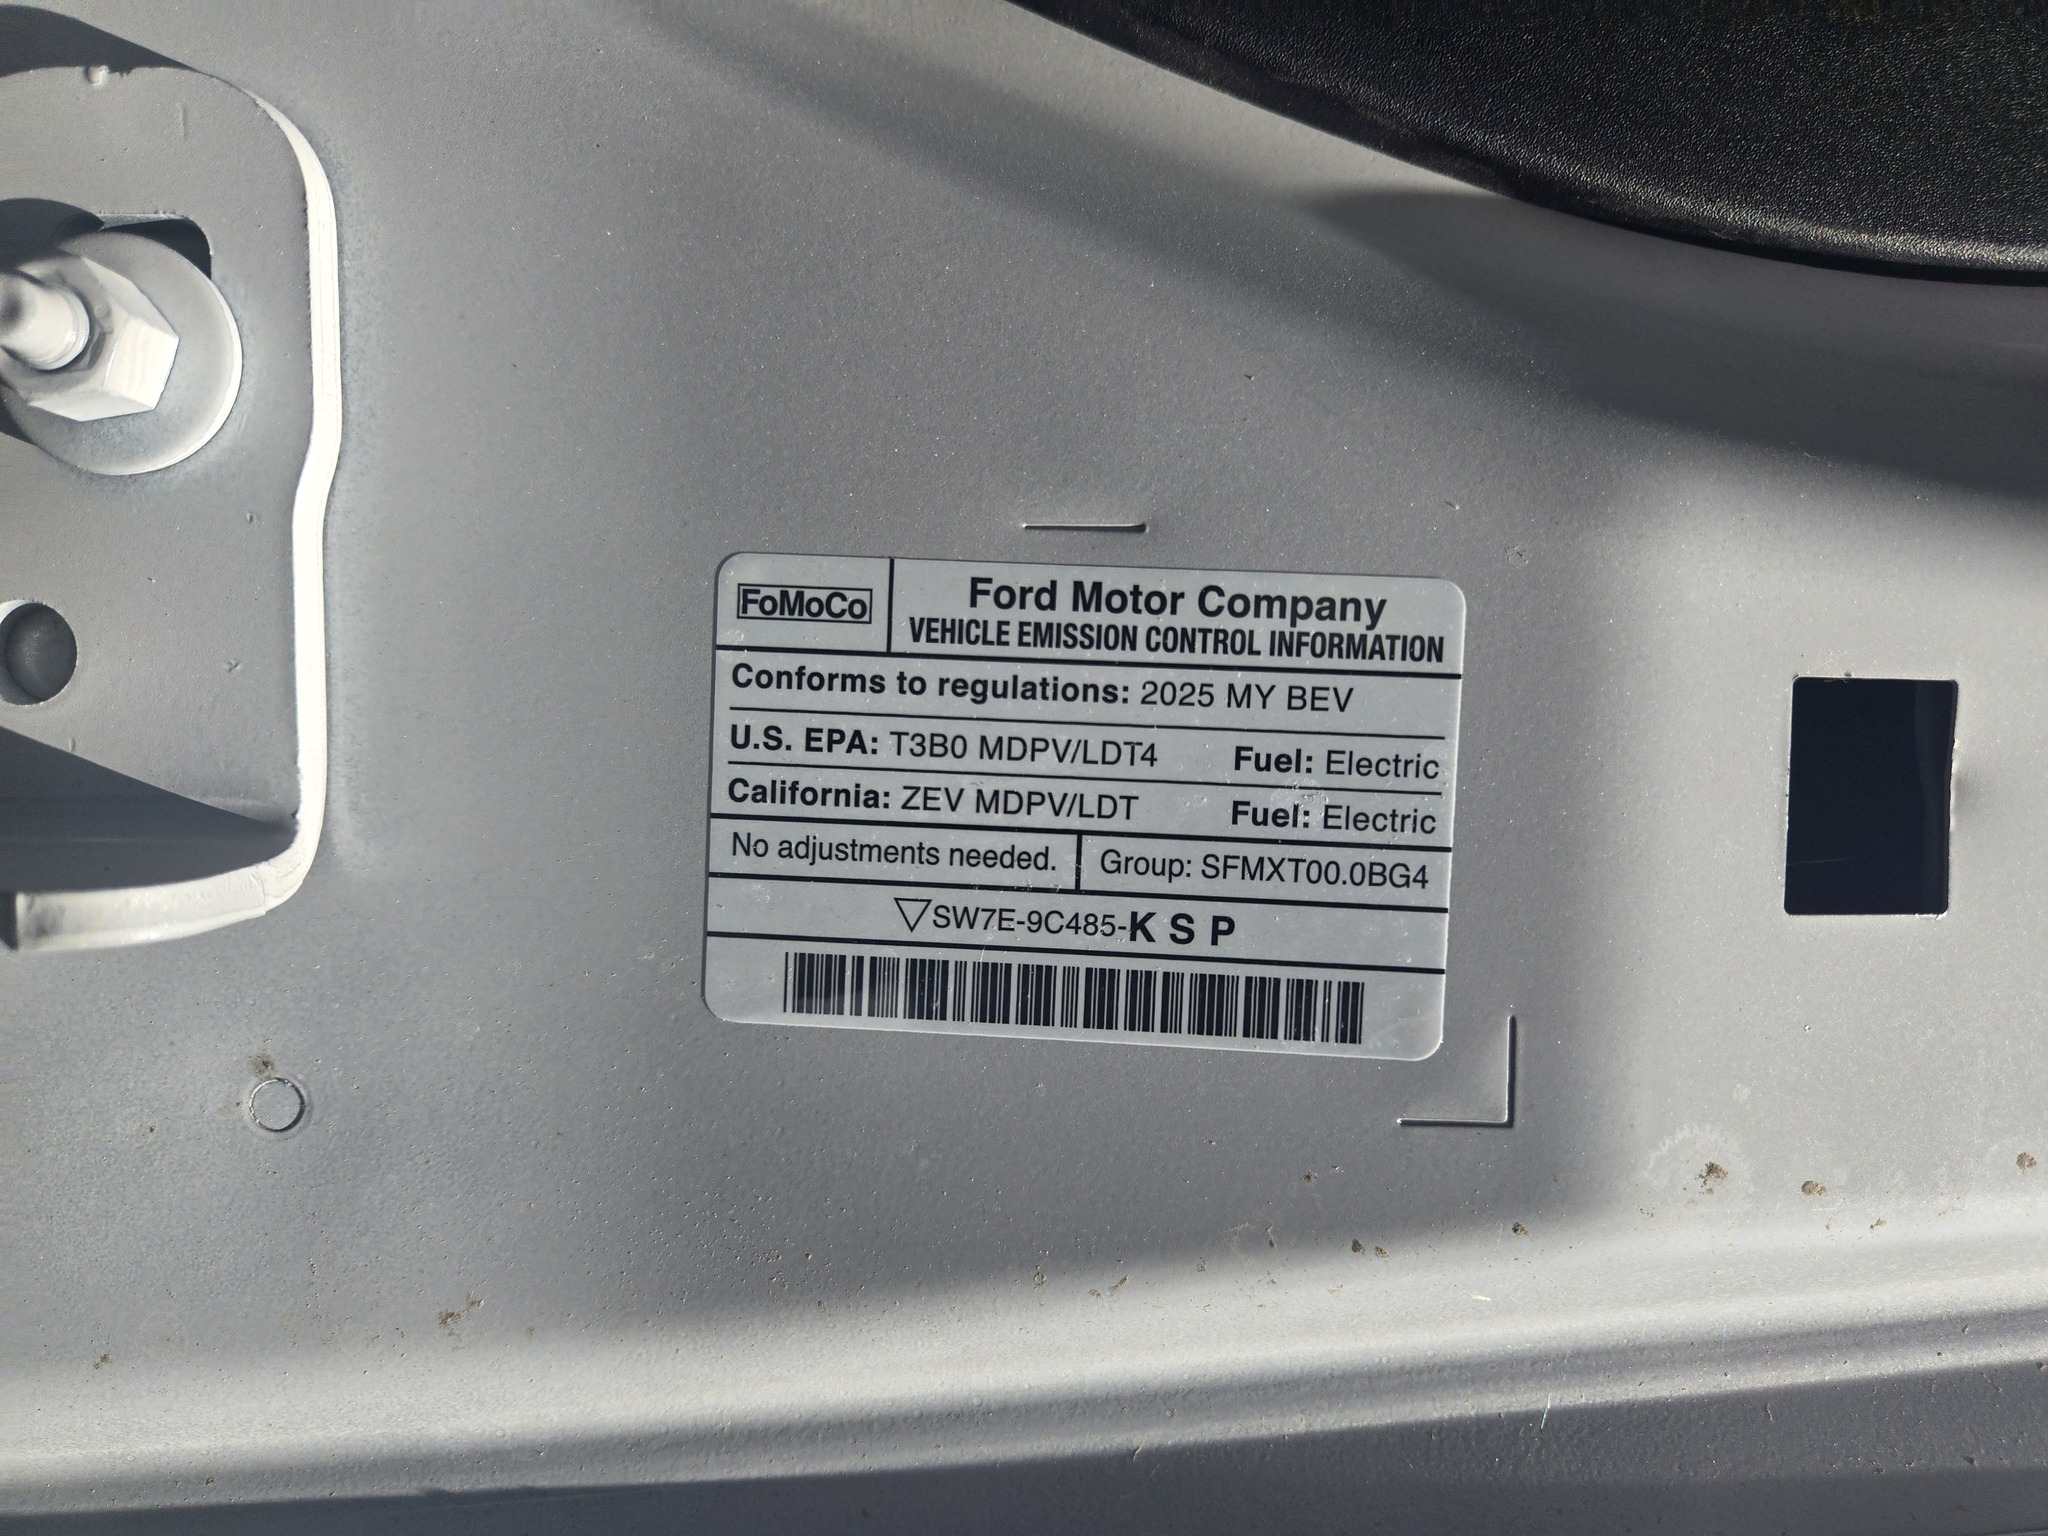 FoMoCo
Ford Motor Company
VEHICLE EMISSION CONTROL INFORMATION
Conforms to regulations: 2025 MY BEV
U.S. EPA: T3B0 MDPV/LDT4 Fuel: Electric
California: ZEV MDPV/LDT Fuel: Electric
No adjustments needed. Group: SFMXT00.0BG4
▽SW7E-9C485-K S P